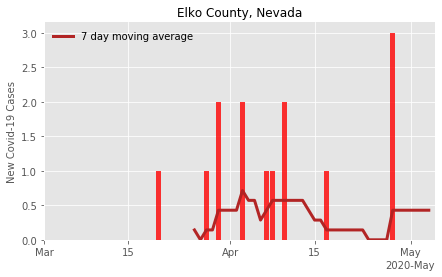 Elko County, Nevada
7 day moving average
New Covid-19 Cases
3.0
2.5
2.0
1.5
1.0
0.5
0.0
Mar 15 Apr 15 May
2020-May